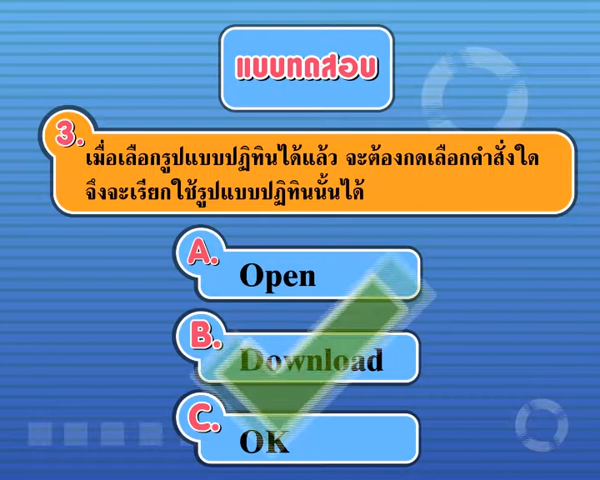 แบบทดสอบ
3.
เมื่อเลือกรูปแบบปฏิทินได้แล้ว จะต้องกดเลือกคำสั่งใด
จึงจะเรียกใช้รูปแบบปฏิทินนั้นได้
A. Open
B. Download
C. OK